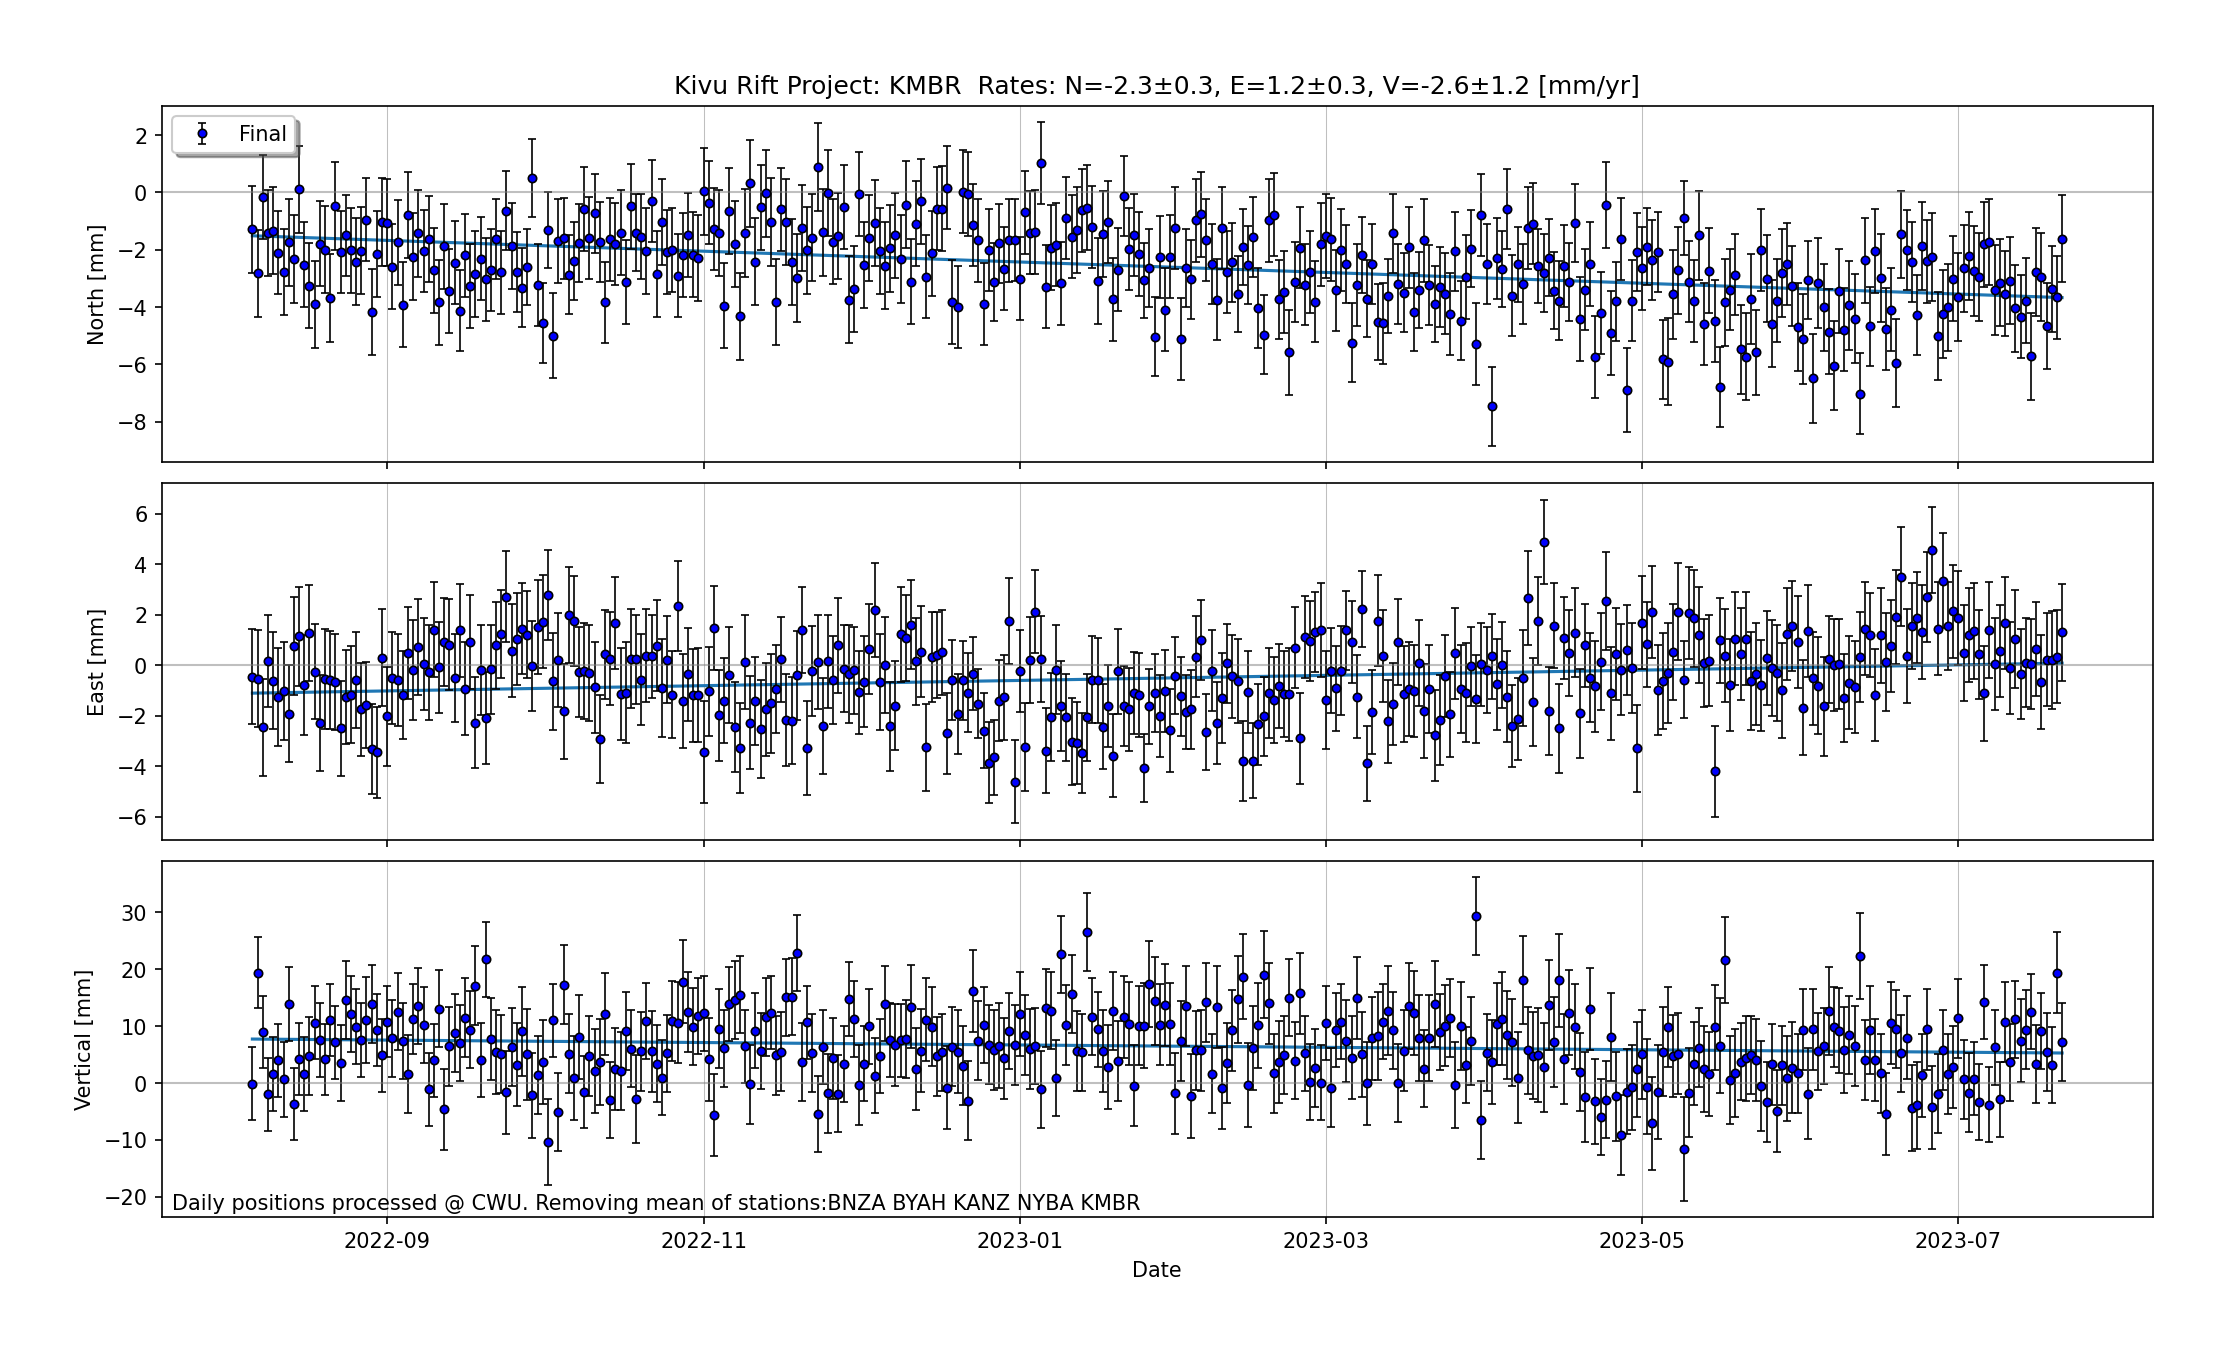 Kivu Rift Project: KMBR  Rates: N=-2.3±0.3, E=1.2±0.3, V=-2.6±1.2 [mm/yr]
Final
North [mm]
2
0
−2
−4
−6
−8
East [mm]
6
4
2
0
−2
−4
−6
Vertical [mm]
30
20
10
0
−10
−20
Daily positions processed @ CWU. Removing mean of stations:BNZA BYAH KANZ NYBA KMBR
2022-09 2022-11 2023-01 2023-03 2023-05 2023-07
Date